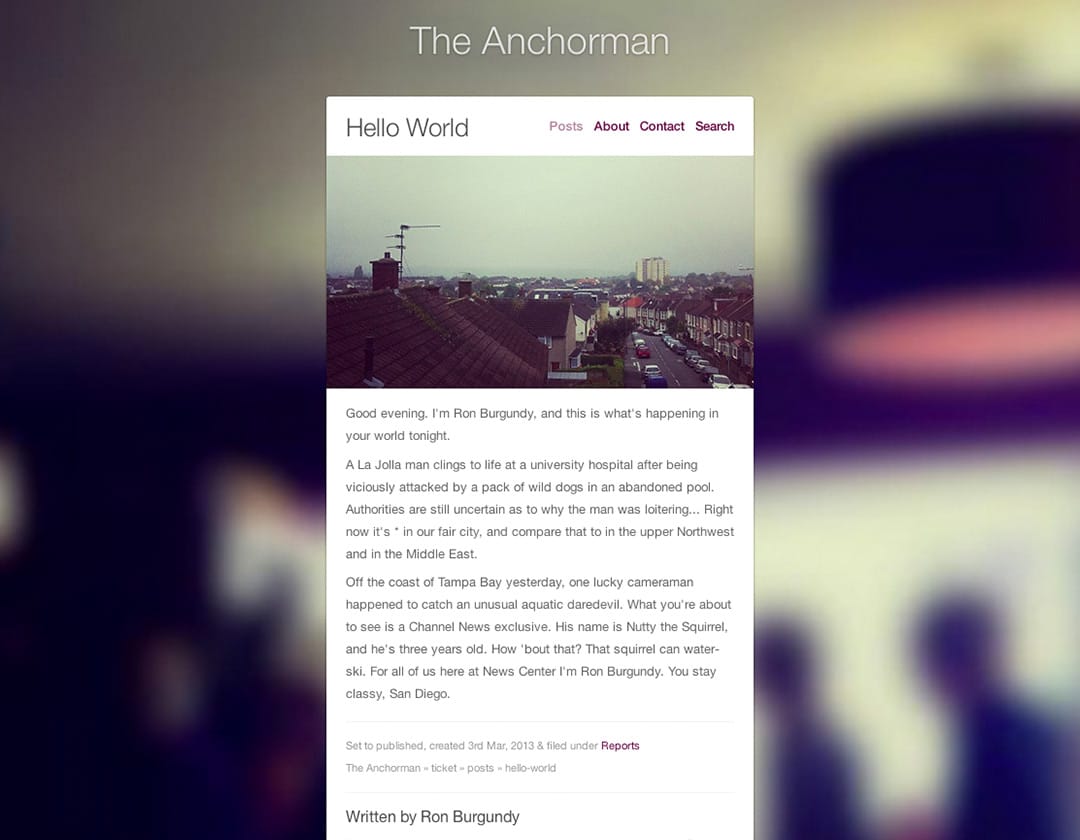 The Anchorman
Hello World
Posts About Contact Search
Good evening. I'm Ron Burgundy, and this is what's happening in
your world tonight.
A La Jolla man clings to life at a university hospital after being
viciously attacked by a pack of wild dogs in an abandoned pool.
Authorities are still uncertain as to why the man was loitering... Right
now it's * in our fair city, and compare that to in the upper Northwest
and in the Middle East.
Off the coast of Tampa Bay yesterday, one lucky cameraman
happened to catch an unusual aquatic daredevil. What you're about
to see is a Channel News exclusive. His name is Nutty the Squirrel,
and he's three years old. How 'bout that? That squirrel can water-
ski. For all of us here at News Center I'm Ron Burgundy. You stay
classy, San Diego.
Set to published, created 3rd Mar, 2013 & filed under Reports
The Anchorman » ticket » posts » hello-world
Written by Ron Burgundy